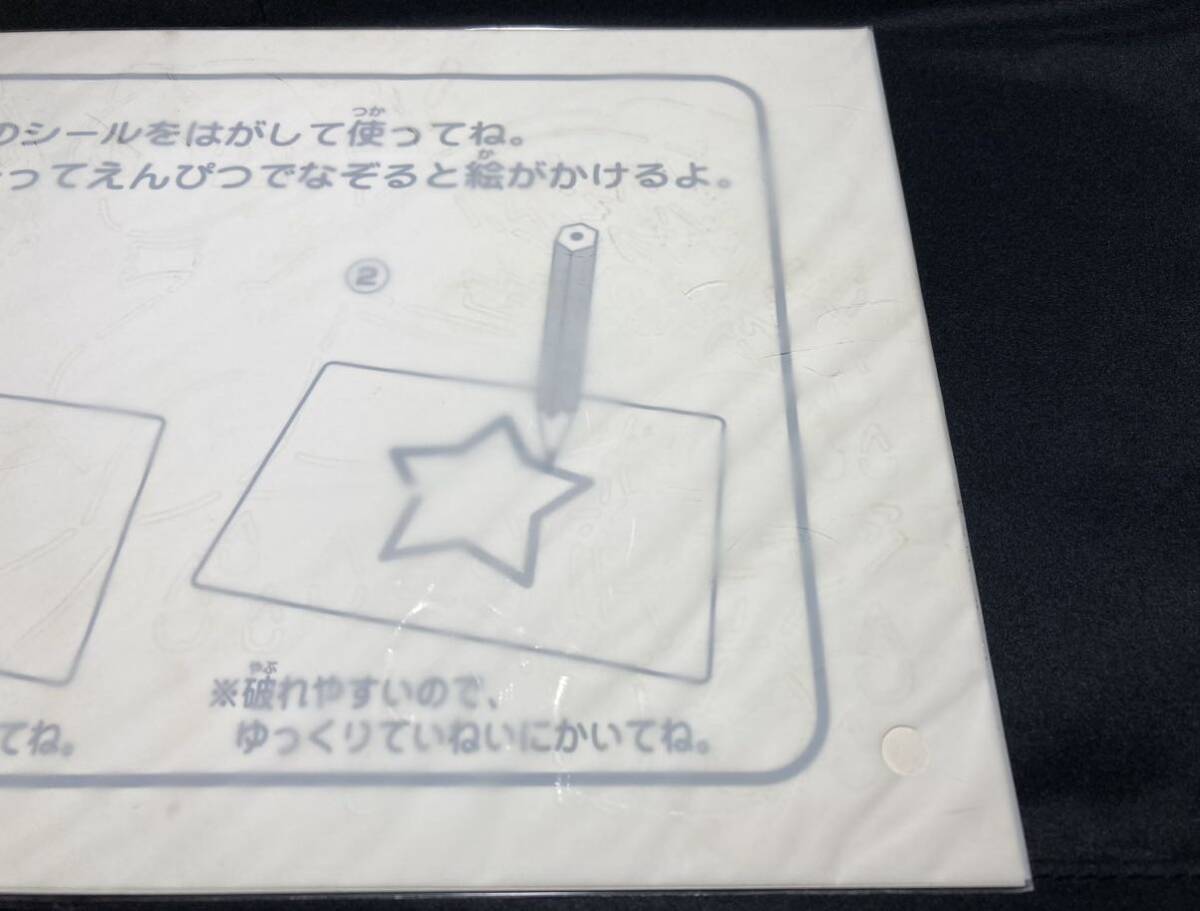 のシールをはがして使ってね。
ってえんぴつでなぞると絵がかけるよ。
②
てね。
※破れやすいので、
ゆっくりていねいにかいてね。